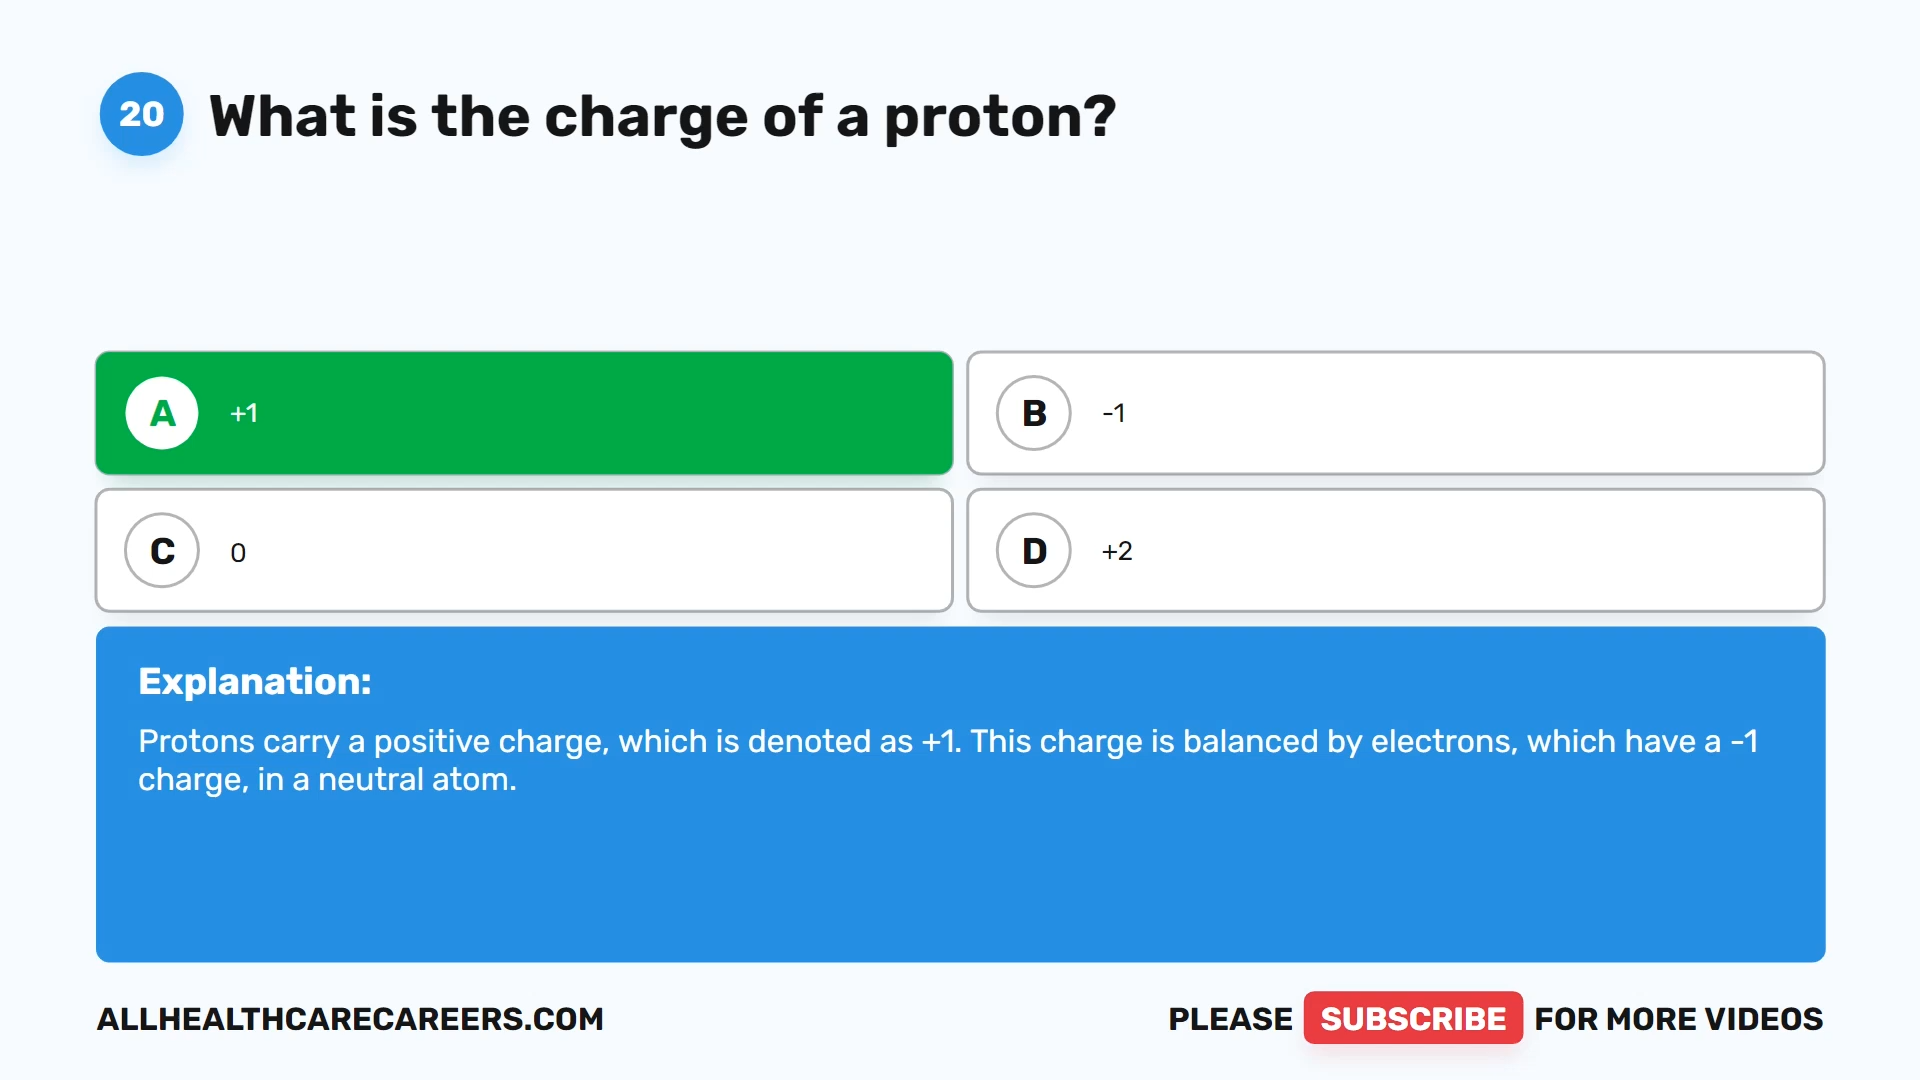 20 What is the charge of a proton?
A +1
B -1
C 0
D +2
Explanation:
Protons carry a positive charge, which is denoted as +1. This charge is balanced by electrons, which have a -1
charge, in a neutral atom.
ALLHEALTHCARECAREERS.COM
PLEASE SUBSCRIBE FOR MORE VIDEOS